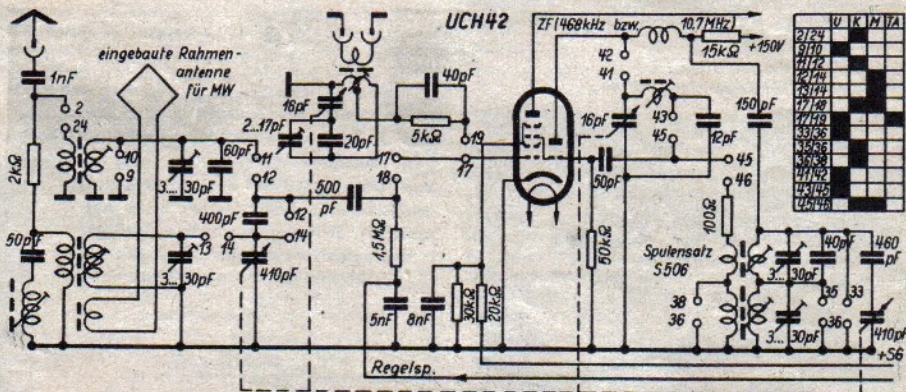 UCH42
ZF(468kHz bzw. 10,7MHz)
+150V
15kΩ
eingebaute Rahmen-
antenne
für MW
1nF
2
24
2kΩ
50pF
10
9
3....30pF
60pF
11
12
400pF
12
14
13
14
3....30pF
410pF
16pF
2...17pF
20pF
40pF
5kΩ
19
17
17
18
500
pF
1,5MΩ
5nF
8nF
30kΩ
20kΩ
Regelsp.
42
41
16pF
43
45
12pF
150pF
50pF
50kΩ
45
46
100Ω
Spulensatz
S506
38
36
3...30pF
40pF
460
pF
35
33
36
3...30pF
410pF
U K M TA
2/24
9/10
11/12
12/14
13/14
17/18
17/19
33/36
35/36
36/38
41/42
43/45
45/46